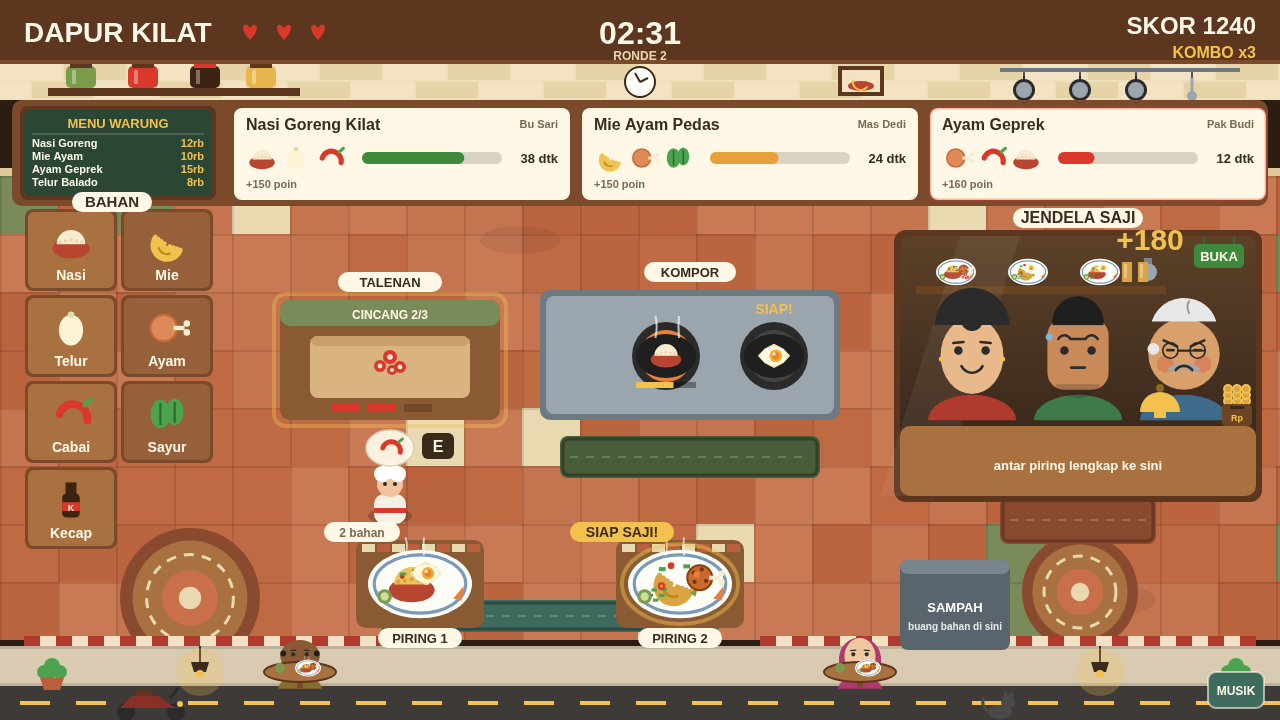 DAPUR KILAT
02:31
RONDE 2
SKOR 1240
KOMBO x3
MENU WARUNG
Nasi Goreng 12rb
Mie Ayam 10rb
Ayam Geprek 15rb
Telur Balado 8rb
Nasi Goreng Kilat
Bu Sari
38 dtk
+150 poin
Mie Ayam Pedas
Mas Dedi
24 dtk
+150 poin
Ayam Geprek
Pak Budi
12 dtk
+160 poin
BAHAN
Nasi
Mie
Telur
Ayam
Cabai
Sayur
K
Kecap
TALENAN
CINCANG 2/3
E
KOMPOR
SIAP!
JENDELA SAJI
+180
BUKA
Rp
antar piring lengkap ke sini
2 bahan
SIAP SAJI!
PIRING 1
PIRING 2
SAMPAH
buang bahan di sini
MUSIK